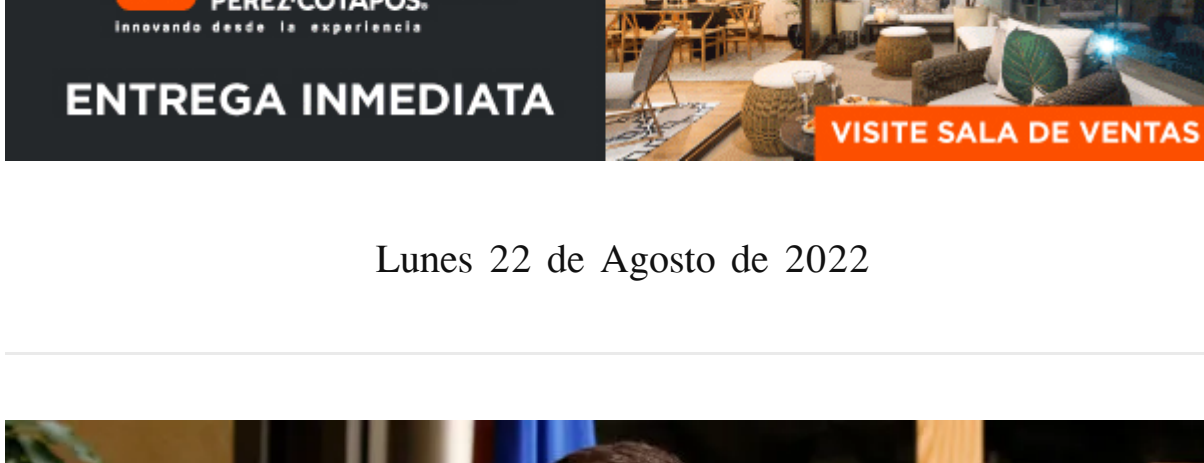 PEREZ-COTAPOS.
innovando desde la experiencia
ENTREGA INMEDIATA
VISITE SALA DE VENTAS
Lunes 22 de Agosto de 2022